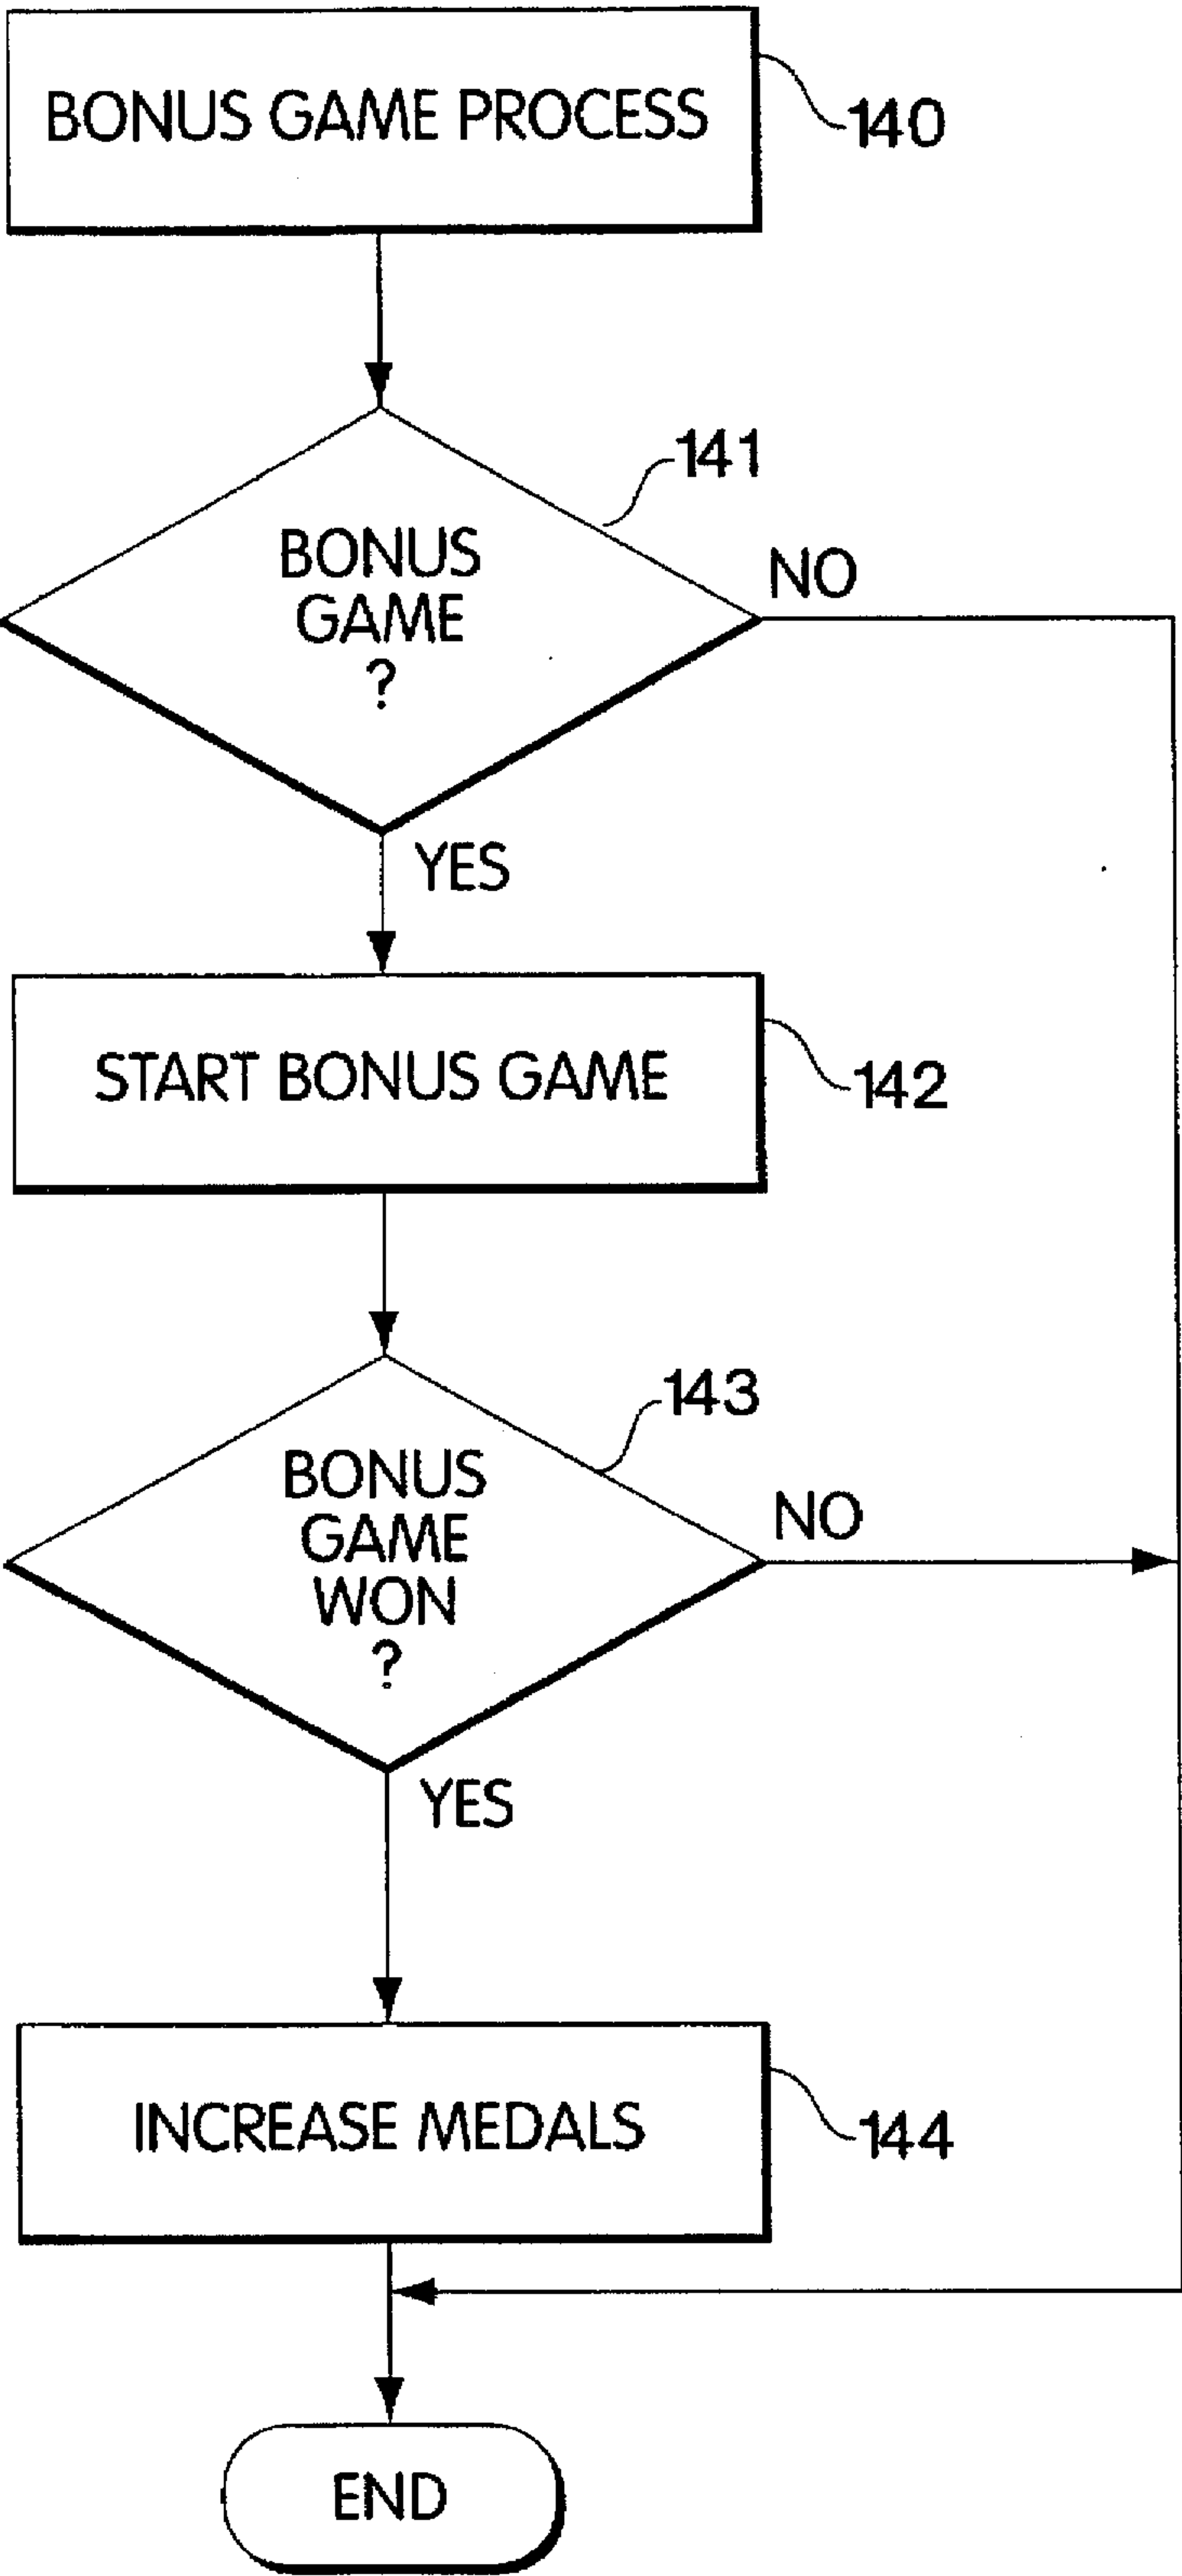 BONUS GAME PROCESS
140
141
BONUS
GAME
?
NO
YES
START BONUS GAME
142
143
BONUS
GAME
WON
?
NO
YES
INCREASE MEDALS
144
END